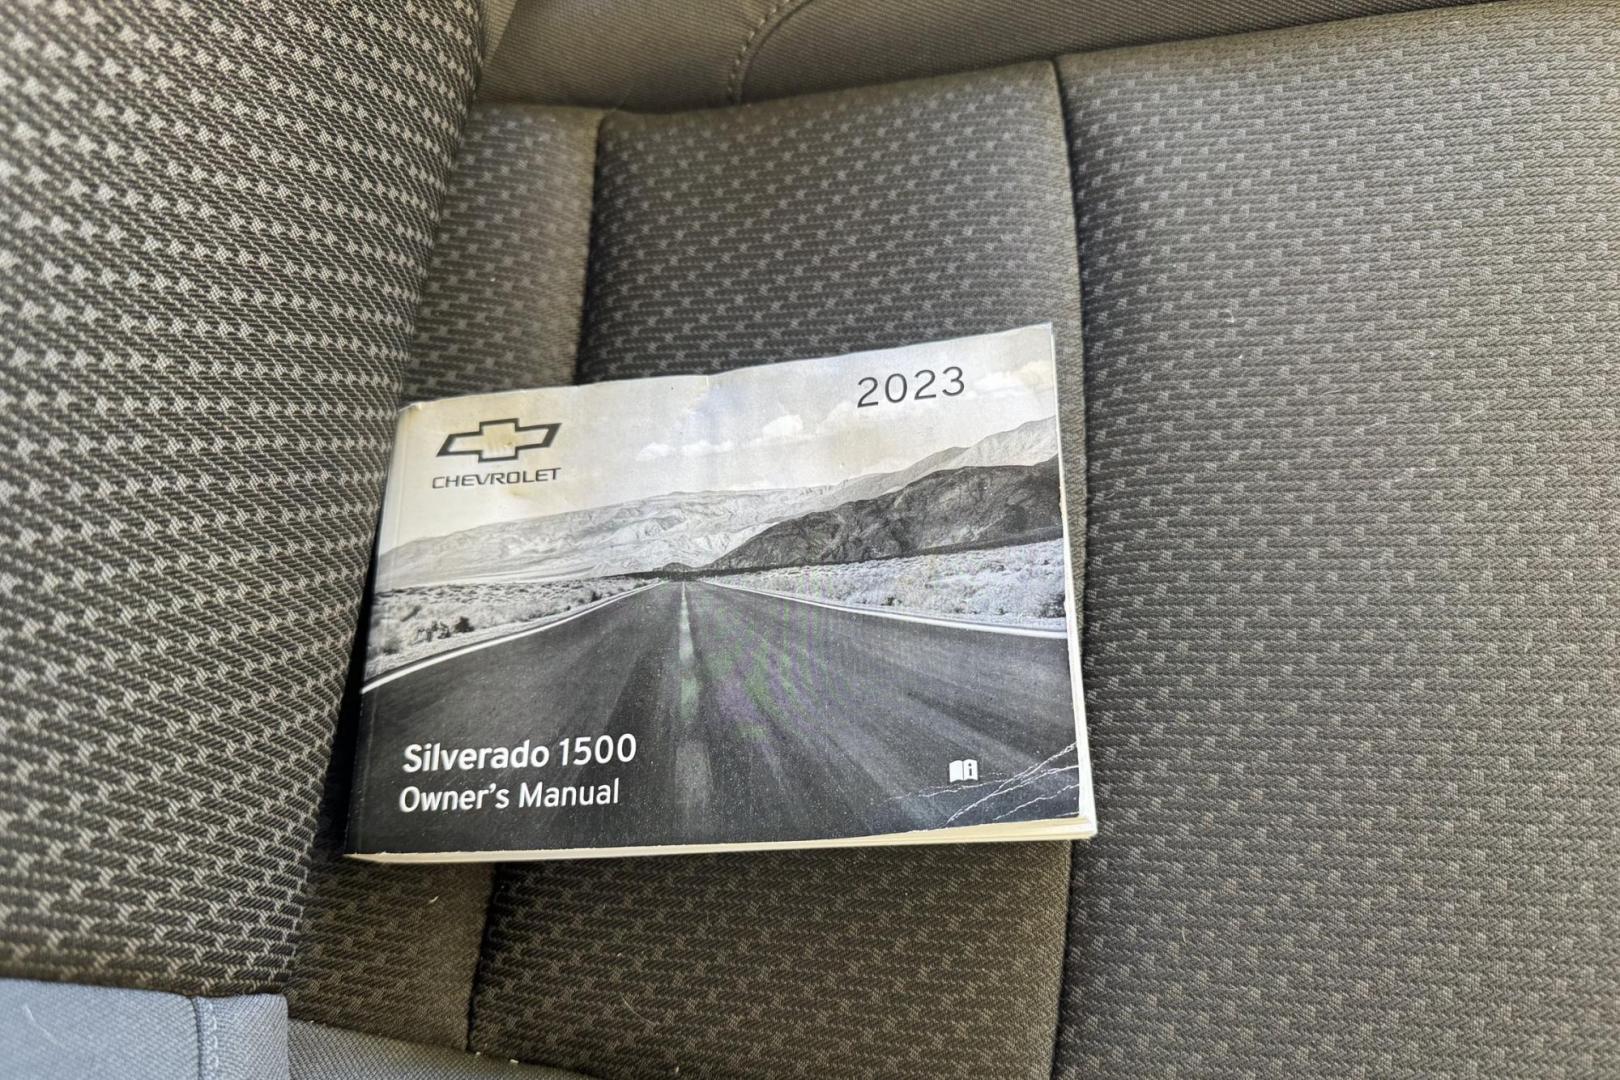 2023
CHEVROLET
Silverado 1500
Owner's Manual